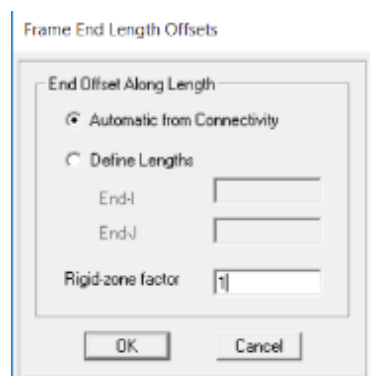 Frame End Length Offsets
End Offset Along Length
Automatic from Connectivity
Define Lengths
End-I
End-J
Rigid-zone factor 1
OK Cancel